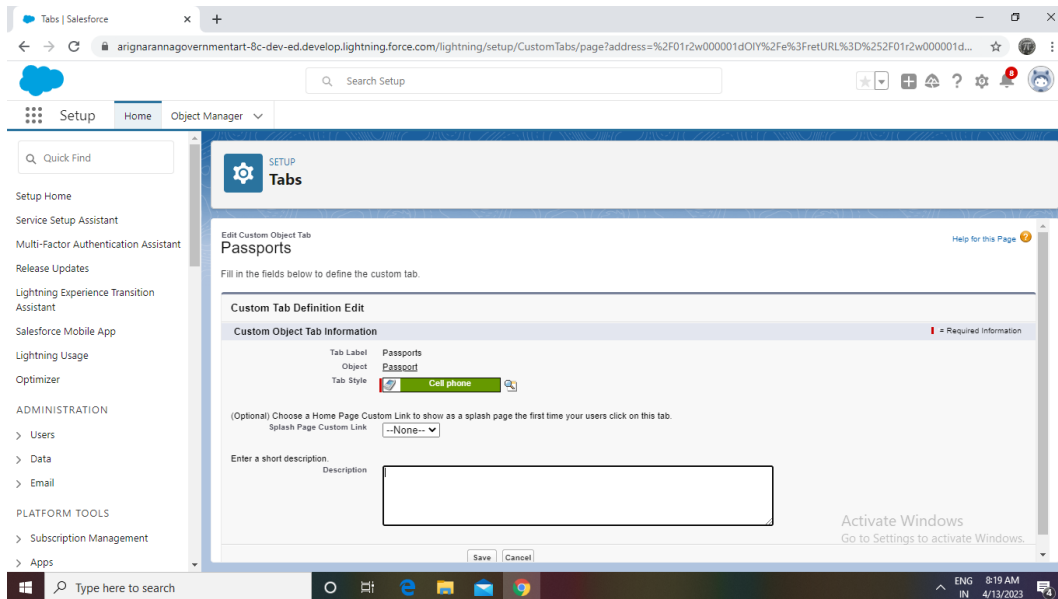 Tabs | Salesforce
arignarannagovernmentart-8c-dev-ed.develop.lightning.force.com/lightning/setup/CustomTabs/page?address=%2F01r2w000001dOIY%2Fe%3FretURL%3D%252F01r2w000001d...
Search Setup
8
Setup Home Object Manager
Quick Find
SETUP
Tabs
Setup Home
Service Setup Assistant
Multi-Factor Authentication Assistant
Release Updates
Lightning Experience Transition
Assistant
Salesforce Mobile App
Lightning Usage
Optimizer
ADMINISTRATION
Users
Data
Email
PLATFORM TOOLS
Subscription Management
Apps
Edit Custom Object Tab
Passports
Help for this Page
Fill in the fields below to define the custom tab.
Custom Tab Definition Edit
Custom Object Tab Information
= Required Information
Tab Label Passports
Object Passport
Tab Style Cell phone
(Optional) Choose a Home Page Custom Link to show as a splash page the first time your users click on this tab.
Splash Page Custom Link --None--
Enter a short description.
Description
Save Cancel
Activate Windows
Go to Settings to activate Windows.
Type here to search
ENG 8:19 AM
IN 4/13/2023
4